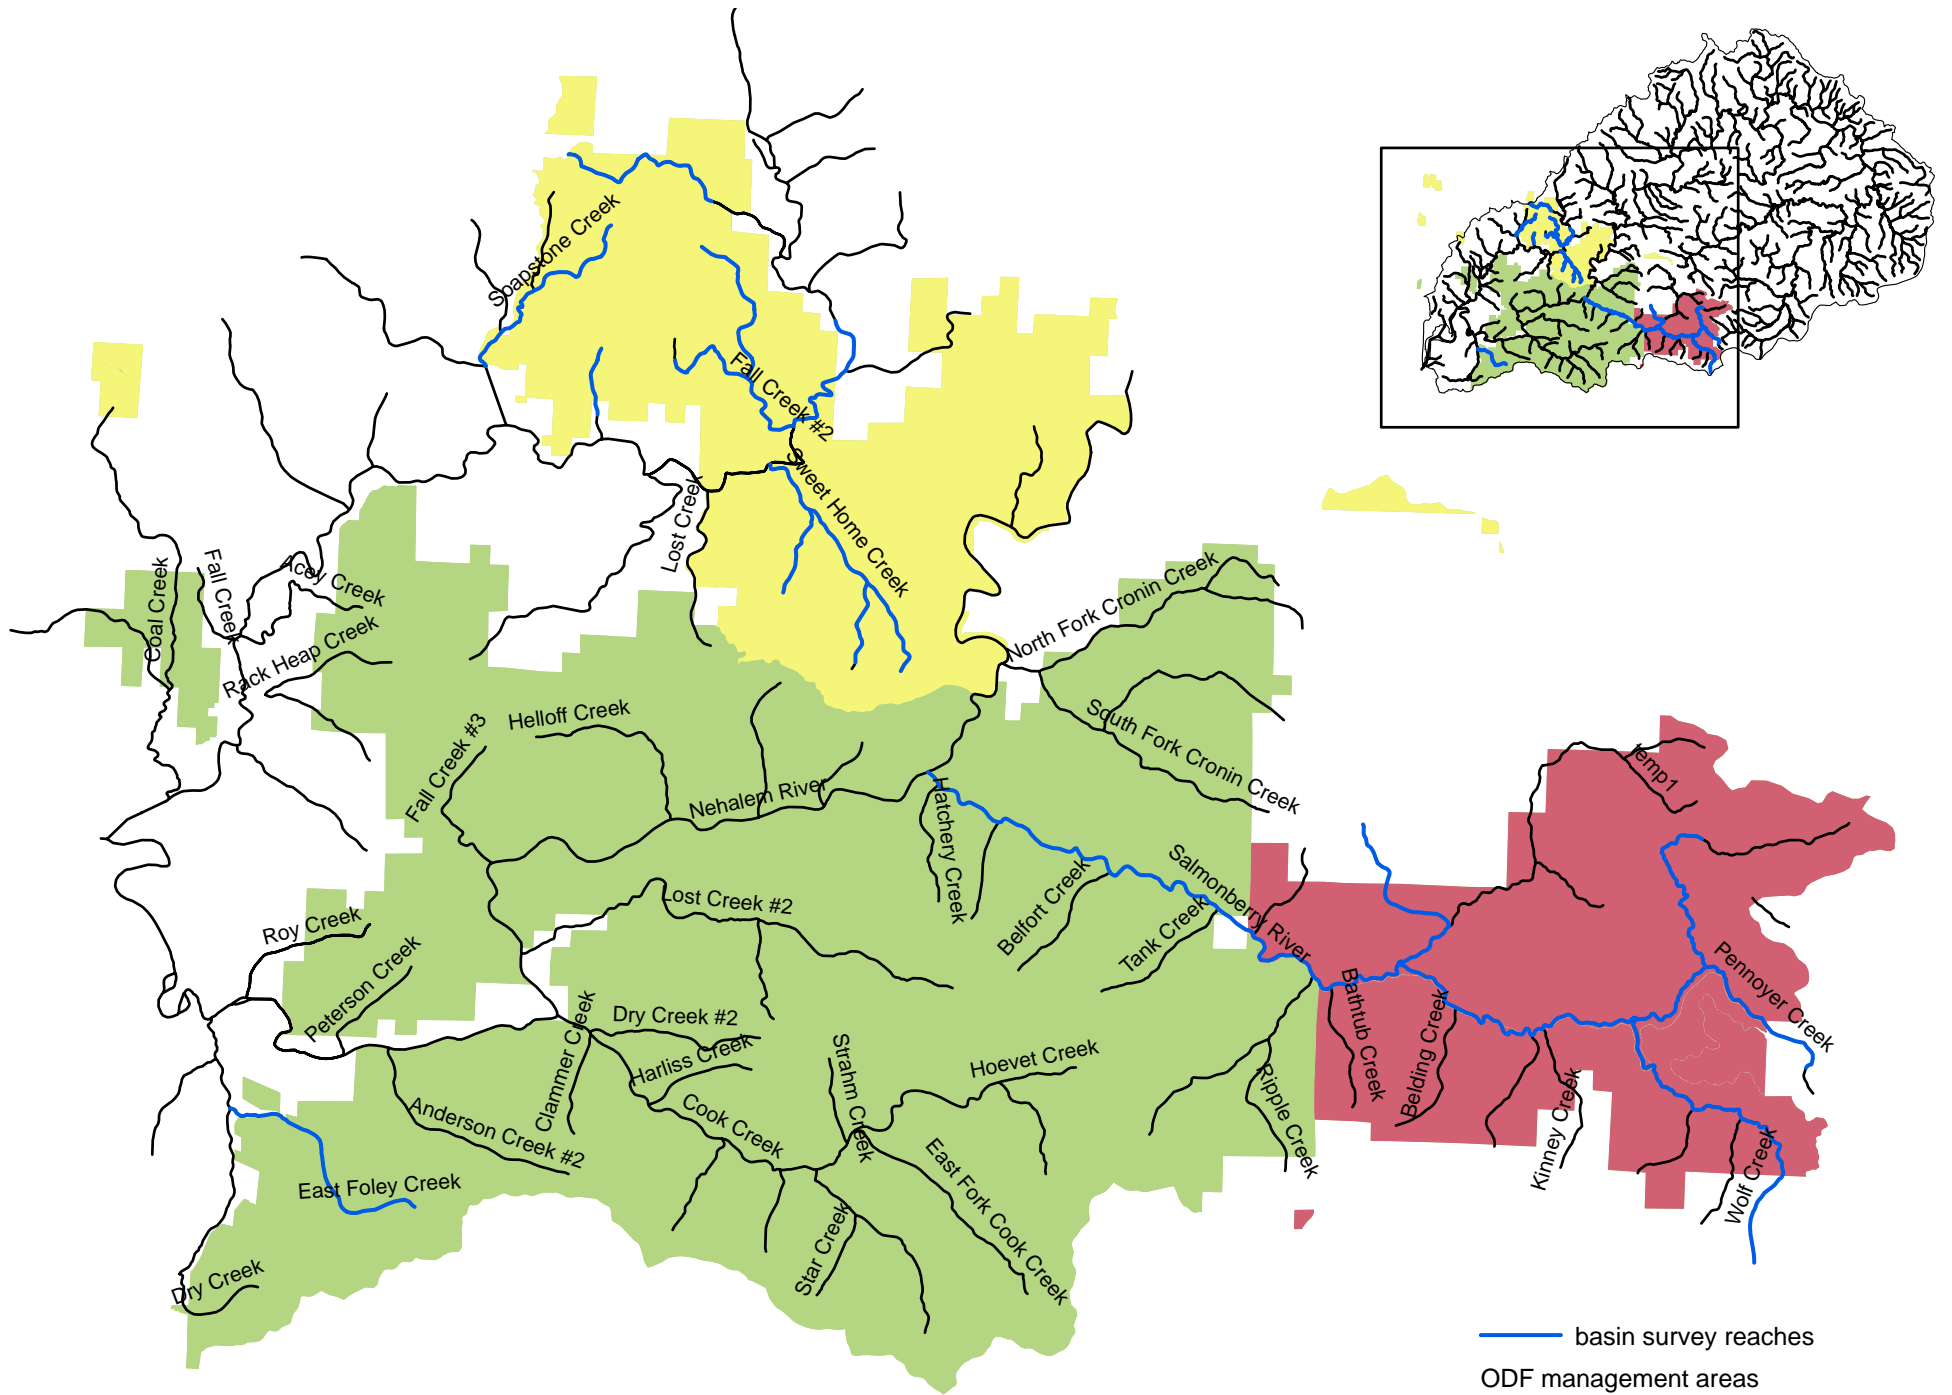 Soapstone Creek
Fall Creek #2
Sweet Home Creek
Lost Creek
Coal Creek
Fall Creek
Acey Creek
Rack Heap Creek
North Fork Cronin Creek
South Fork Cronin Creek
Helloff Creek
Fall Creek #3
Nehalem River
Hatchery Creek
temp1
Salmonberry River
Belfort Creek
Tank Creek
Lost Creek #2
Roy Creek
Peterson Creek
Pennoyer Creek
Bathtub Creek
Belding Creek
Dry Creek #2
Clammer Creek
Harliss Creek
Strahm Creek
Hoevet Creek
Ripple Creek
Kinney Creek
Wolf Creek
Anderson Creek #2
Cook Creek
East Fork Cook Creek
East Foley Creek
Star Creek
Dry Creek
basin survey reaches
ODF management areas